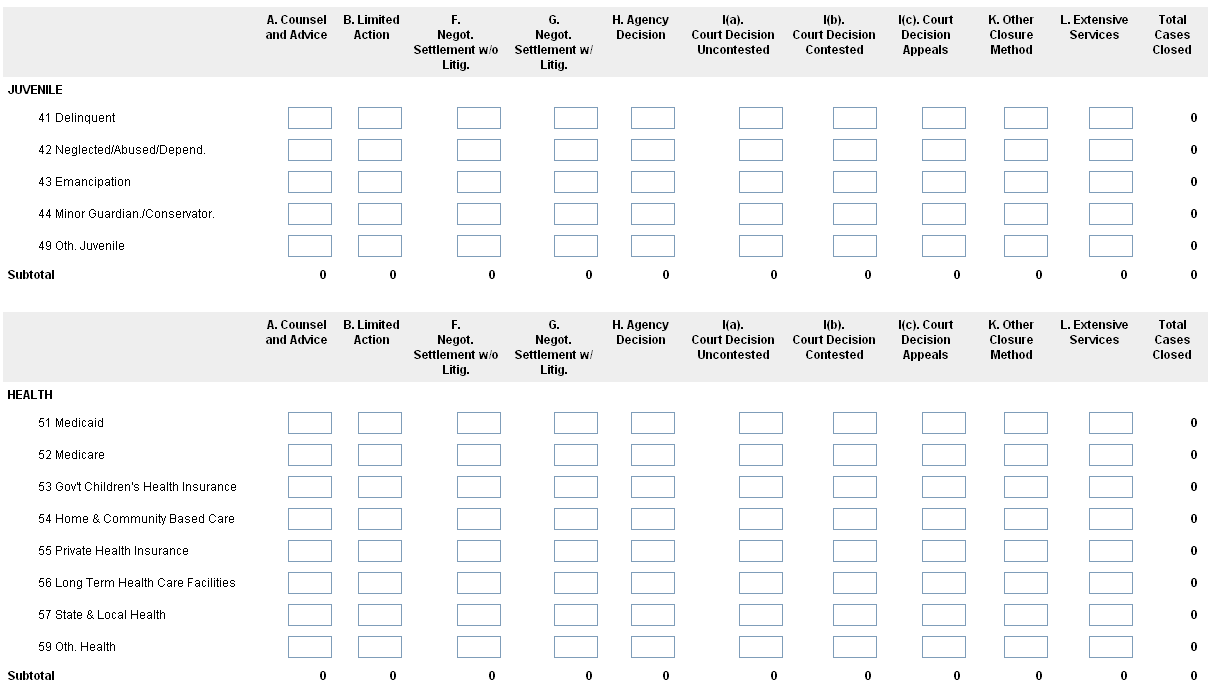 A. Counsel and Advice B. Limited Action F. Negot. Settlement w/o Litig. G. Negot. Settlement w/ Litig. H. Agency Decision I(a). Court Decision Uncontested I(b). Court Decision Contested I(c). Court Decision Appeals K. Other Closure Method L. Extensive Services Total Cases Closed
JUVENILE
41 Delinquent 0
42 Neglected/Abused/Depend. 0
43 Emancipation 0
44 Minor Guardian./Conservator. 0
49 Oth. Juvenile 0
Subtotal 0 0 0 0 0 0 0 0 0 0 0
A. Counsel and Advice B. Limited Action F. Negot. Settlement w/o Litig. G. Negot. Settlement w/ Litig. H. Agency Decision I(a). Court Decision Uncontested I(b). Court Decision Contested I(c). Court Decision Appeals K. Other Closure Method L. Extensive Services Total Cases Closed
HEALTH
51 Medicaid 0
52 Medicare 0
53 Gov't Children's Health Insurance 0
54 Home & Community Based Care 0
55 Private Health Insurance 0
56 Long Term Health Care Facilities 0
57 State & Local Health 0
59 Oth. Health 0
Subtotal 0 0 0 0 0 0 0 0 0 0 0